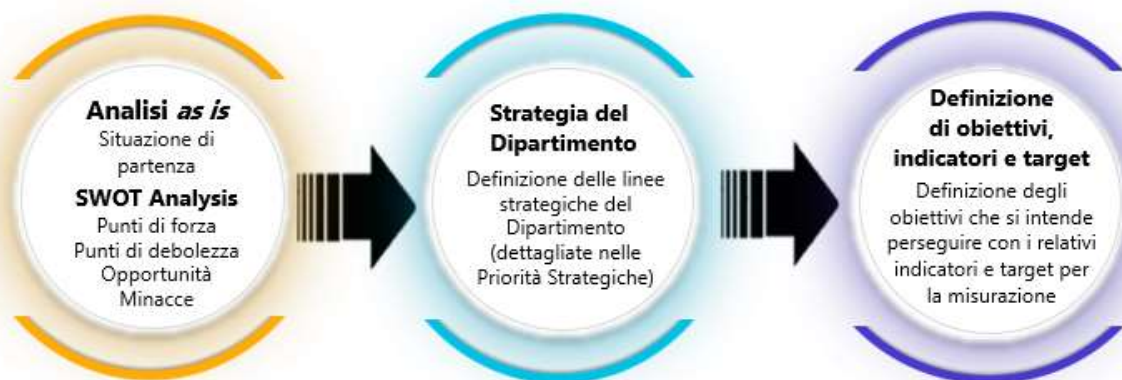 Analisi as is
Situazione di
partenza
SWOT Analysis
Punti di forza
Punti di debolezza
Opportunità
Minacce
Strategia del
Dipartimento
Definizione delle linee
strategiche del
Dipartimento
(dettagliate nelle
Priorità Strategiche)
Definizione
di obiettivi,
indicatori e target
Definizione degli
obiettivi che si intende
perseguire con i relativi
indicatori e target per
la misurazione